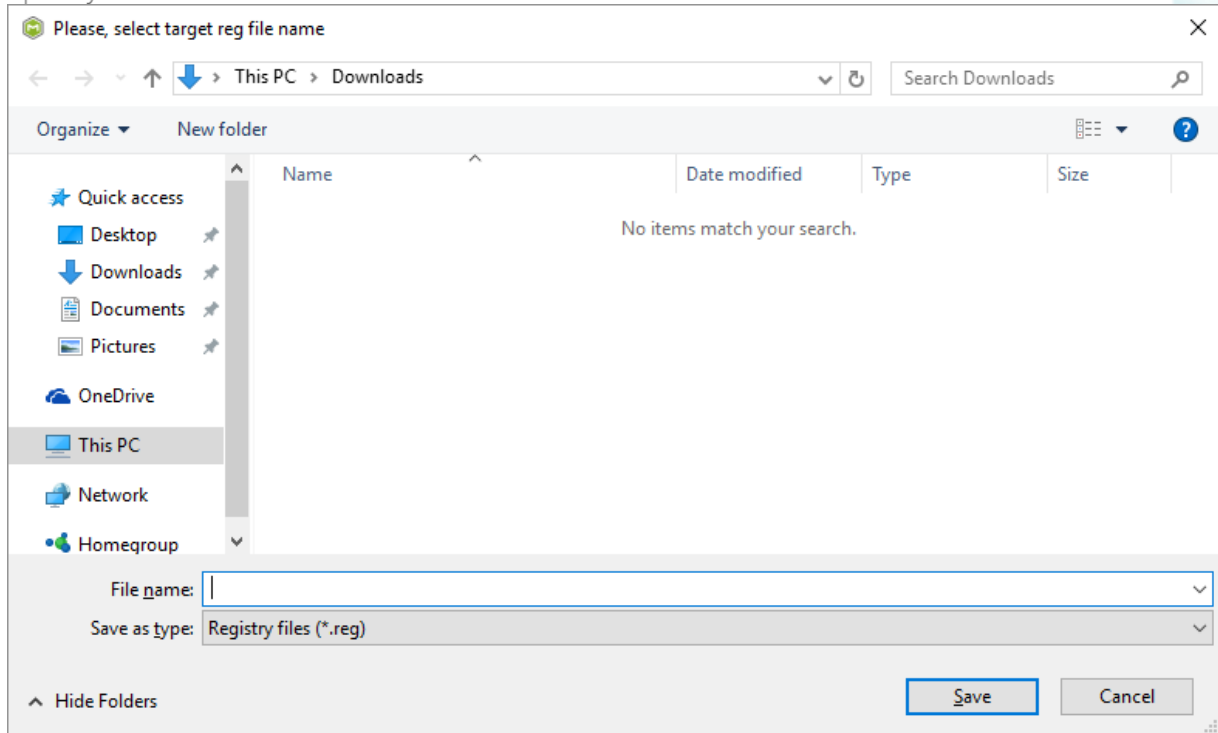 Please, select target reg file name
This PC > Downloads
Search Downloads
Organize
New folder
Name
Date modified
Type
Size
Quick access
No items match your search.
Desktop
Downloads
Documents
Pictures
OneDrive
This PC
Network
Homegroup
File name:
Save as type: Registry files (*.reg)
Hide Folders
Save
Cancel